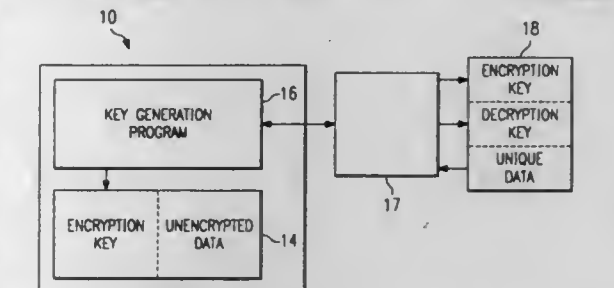 10
18
KEY GENERATION
PROGRAM
16
17
ENCRYPTION
KEY
DECRYPTION
KEY
UNIQUE
DATA
ENCRYPTION
KEY
UNENCRYPTED
DATA
14